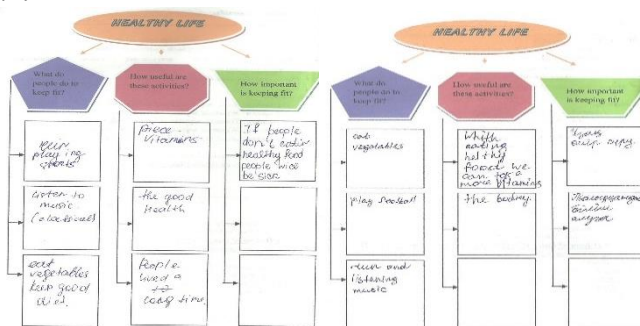 HEALTHY LIFE
What do
people do to
keep fit?
How useful are
these activities?
How important
is keeping fit?
run
playing
sports
Listen to
music
eat
vegetables
keep good
diet.
vitamins
the good
health
People
lived a
long time.
If people
don't eat
healthy food
people will
be sick
HEALTHY LIFE
What do
people do to
keep fit?
How useful are
these activities?
How important
is keeping fit?
eat
vegetables
play football
run and
listening
music
eating
food we
can
more vitamins
the